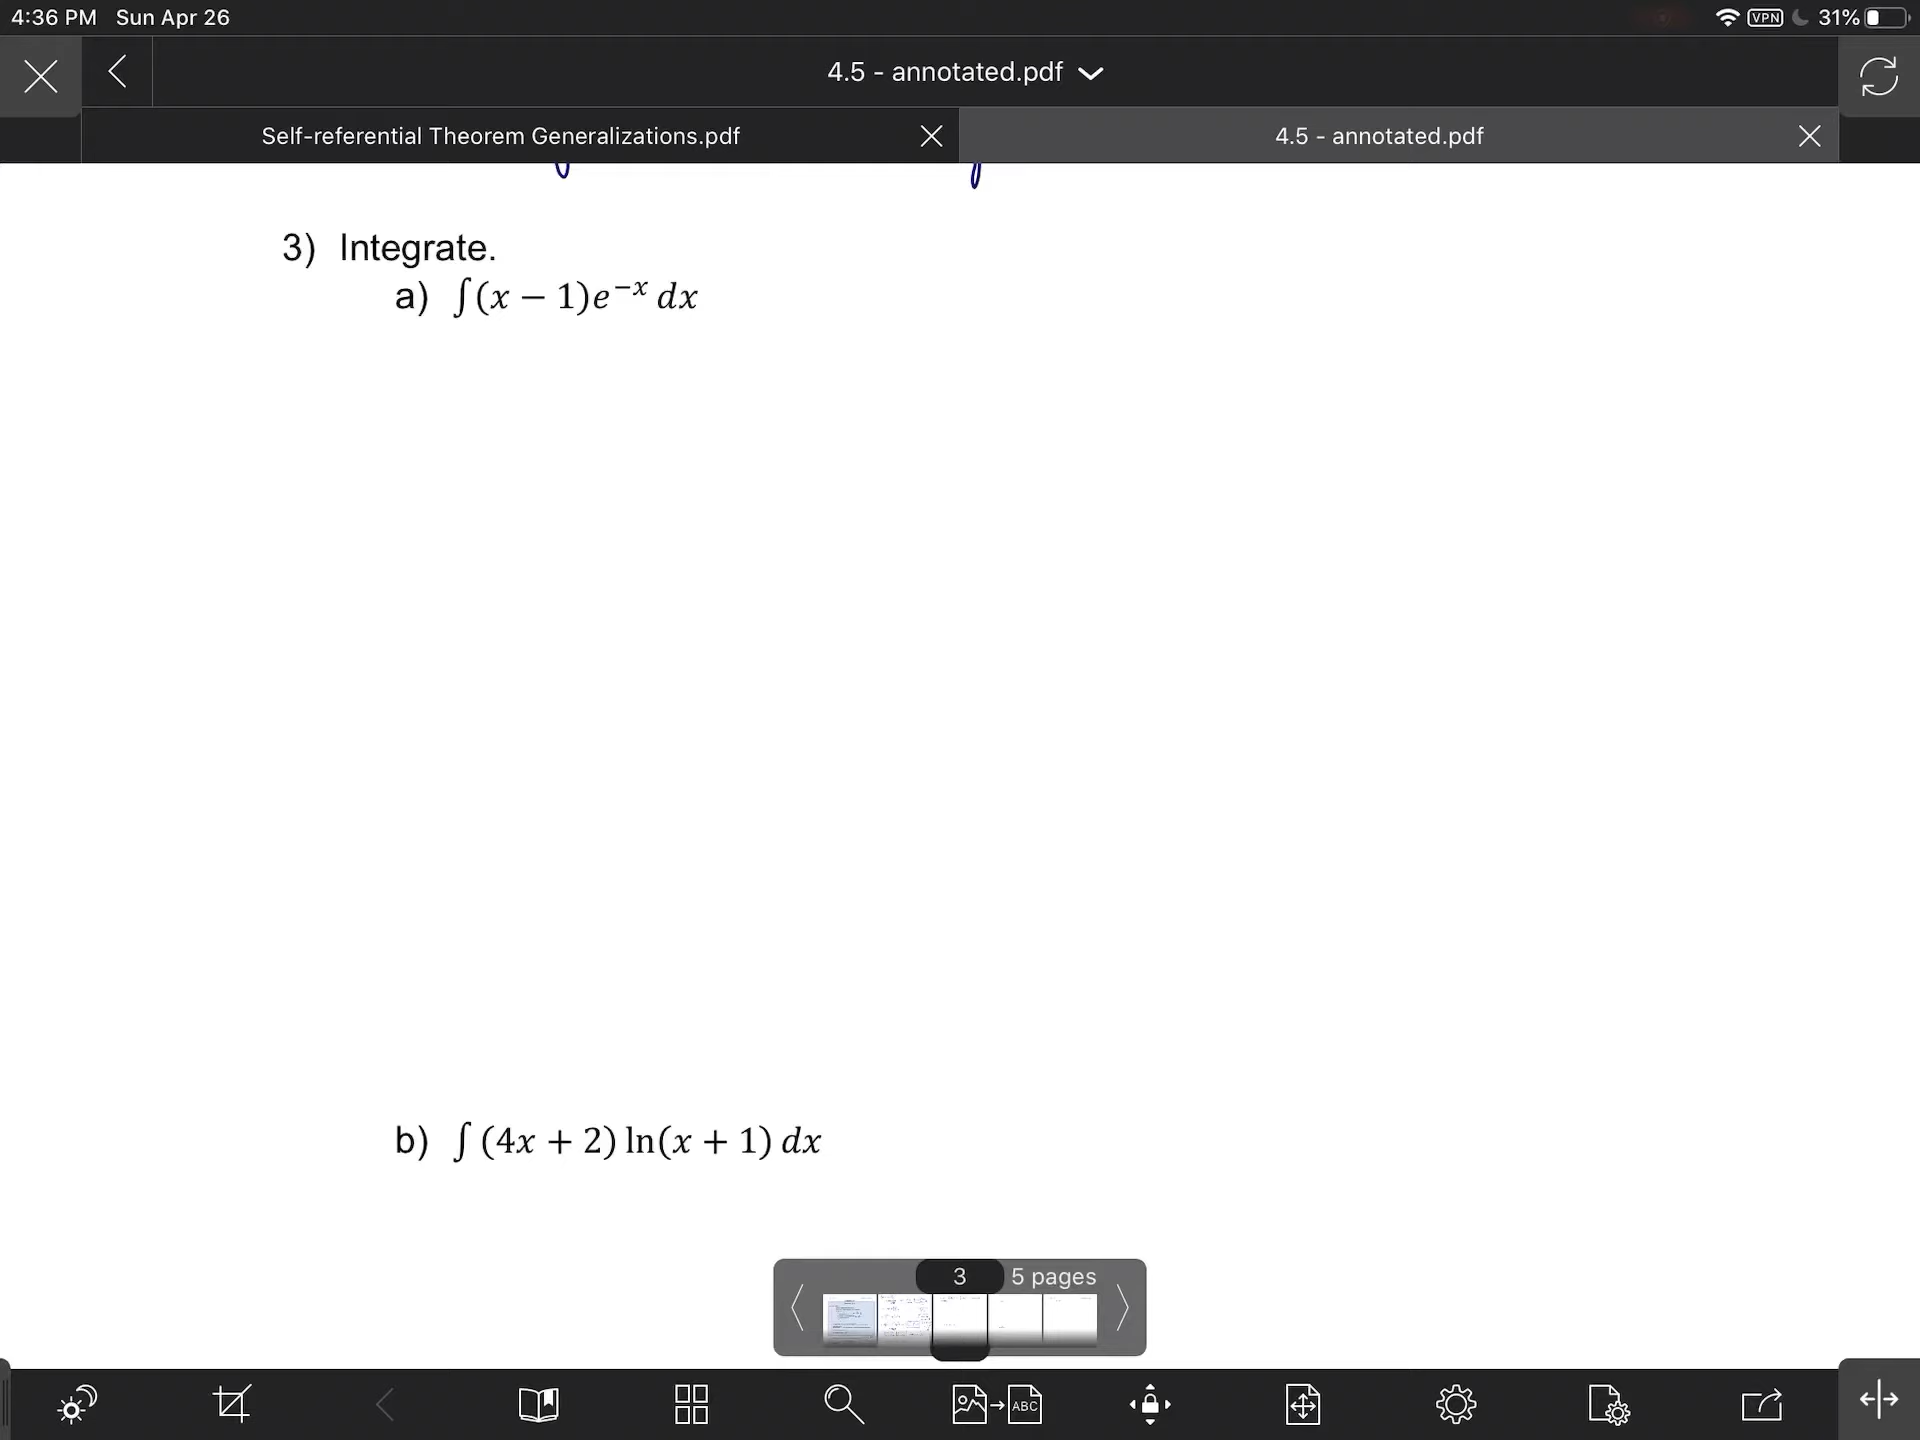 4:36 PM Sun Apr 26 VPN 31%
4.5 - annotated.pdf
Self-referential Theorem Generalizations.pdf 4.5 - annotated.pdf
3) Integrate.
a) ∫(x − 1)e⁻ˣ dx
b) ∫(4x + 2) ln(x + 1) dx
3 5 pages
ABC